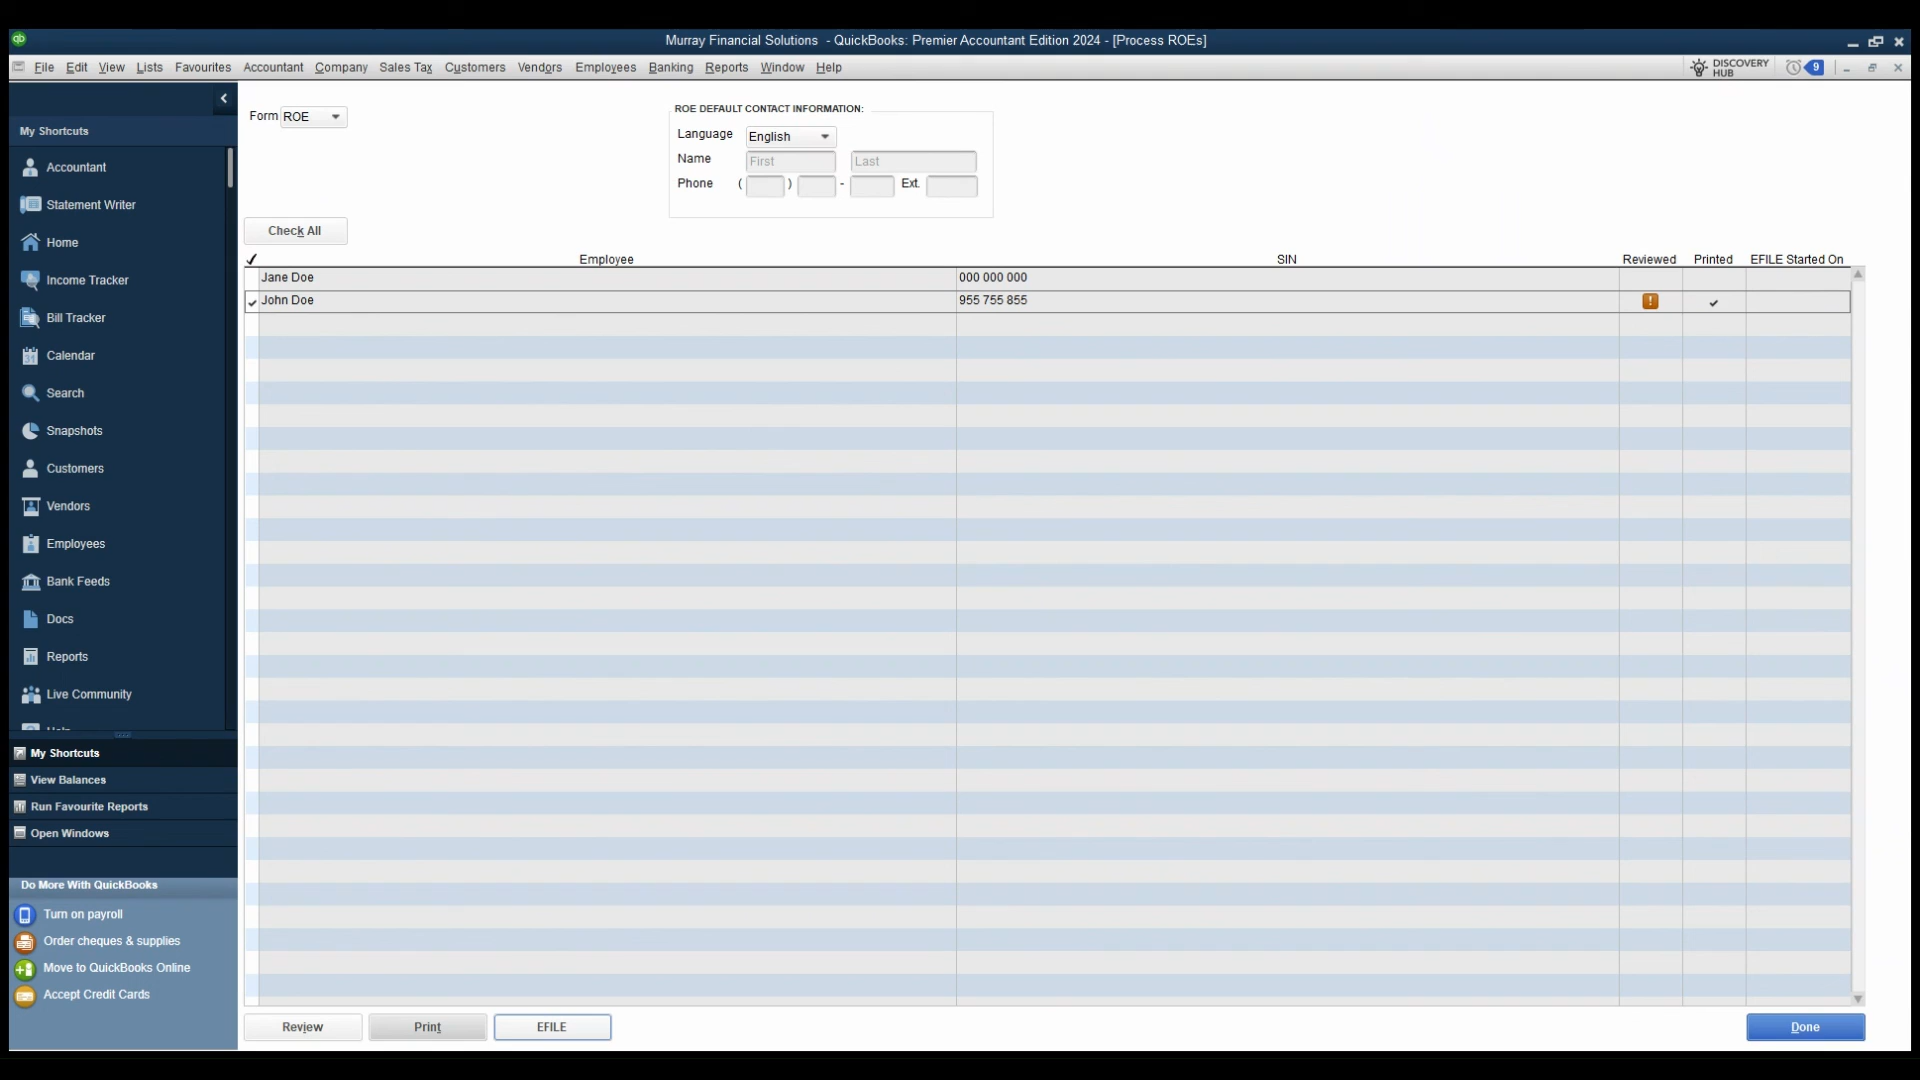 qb
Murray Financial Solutions - QuickBooks: Premier Accountant Edition 2024 - [Process ROEs]
File Edit View Lists Favourites Accountant Company Sales Tax Customers Vendors Employees Banking Reports Window Help
DISCOVERY HUB 9
My Shortcuts
Accountant
Statement Writer
Home
Income Tracker
Bill Tracker
31 Calendar
Search
Snapshots
Customers
Vendors
Employees
Bank Feeds
Docs
Reports
Live Community
My Shortcuts
View Balances
Run Favourite Reports
Open Windows
Do More With QuickBooks
Turn on payroll
Order cheques & supplies
Move to QuickBooks Online
Accept Credit Cards
Form ROE
ROE DEFAULT CONTACT INFORMATION:
Language English
Name First Last
Phone ( ) - Ext.
Check All
Employee SIN Reviewed Printed EFILE Started On
Jane Doe 000 000 000
John Doe 955 755 855 !
Review Print EFILE Done